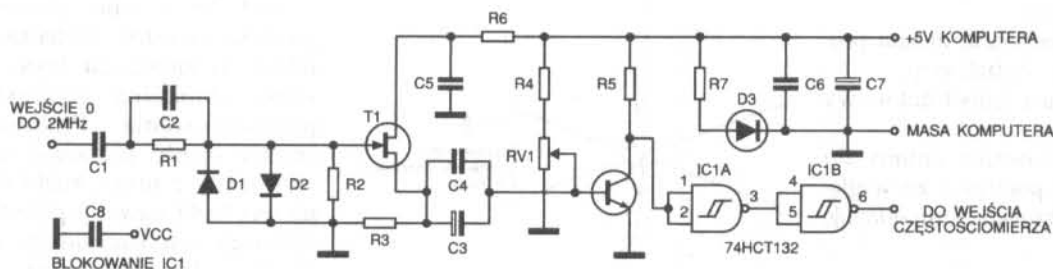 R6
+5V KOMPUTERA
C5
R4
R5
R7
C6
C7
D3
WEJŚCIE 0
DO 2MHz
C2
T1
MASA KOMPUTERA
C1
R1
RV1
C4
IC1A
IC1B
D1
D2
R2
1
2
3
4
5
6
C8
VCC
R3
C3
74HCT132
DO WEJŚCIA
CZĘSTOŚCIOMIERZA
BLOKOWANIE IC1